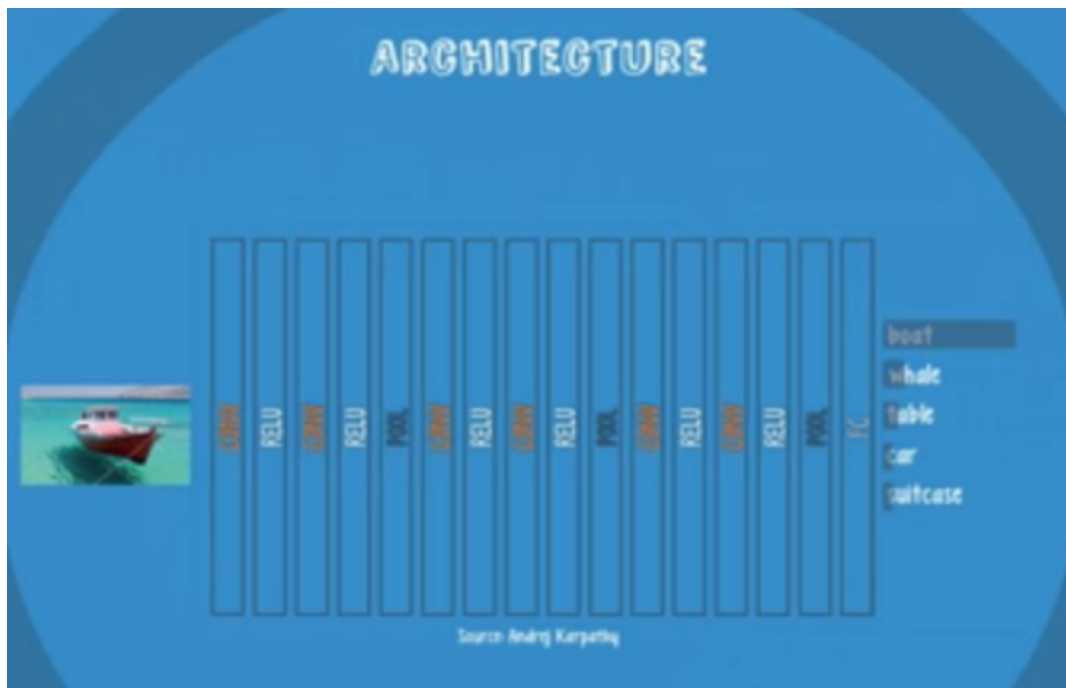 ARCHITECTURE
CONV RELU CONV RELU POOL CONV RELU CONV RELU POOL CONV RELU CONV RELU POOL FC
boat
whale
table
car
suitcase
Source: Andrej Karpathy